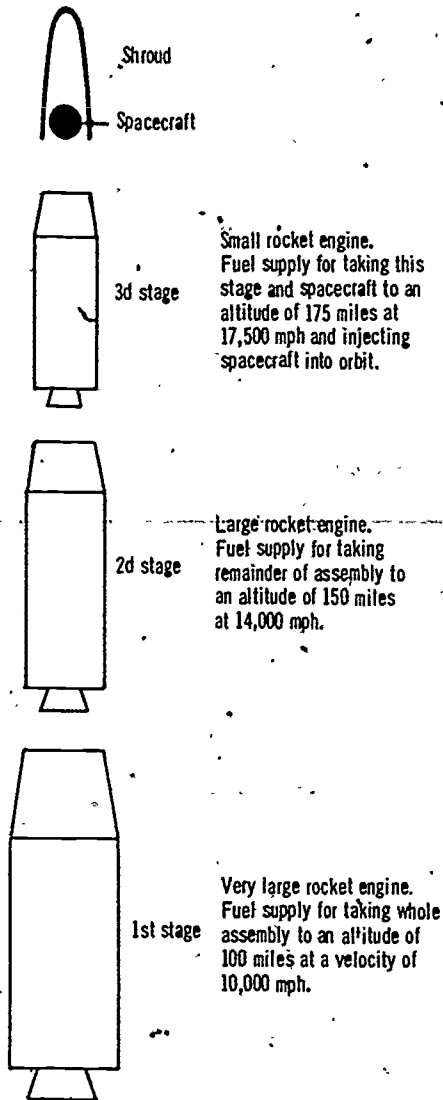 Shroud
Spacecraft
3d stage
Small rocket engine.
Fuel supply for taking this
stage and spacecraft to an
altitude of 175 miles at
17,500 mph and injecting
spacecraft into orbit.
2d stage
Large rocket engine.
Fuel supply for taking
remainder of assembly to
an altitude of 150 miles
at 14,000 mph.
1st stage
Very large rocket engine.
Fuel supply for taking whole
assembly to an altitude of
100 miles at a velocity of
10,000 mph.